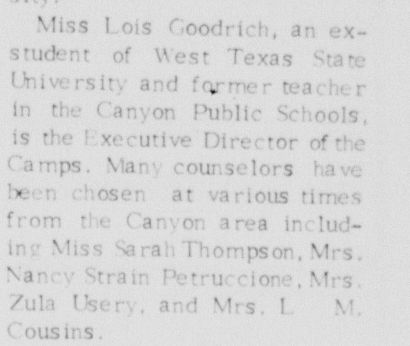 sity.
Miss Lois Goodrich, an ex-
student of West Texas State
University and former teacher
in the Canyon Public Schools,
is the Executive Director of the
Camps. Many counselors have
been chosen at various times
from the Canyon area includ-
ing Miss Sarah Thompson, Mrs.
Nancy Strain Petruccione, Mrs.
Zula Usery, and Mrs. L M.
Cousins.